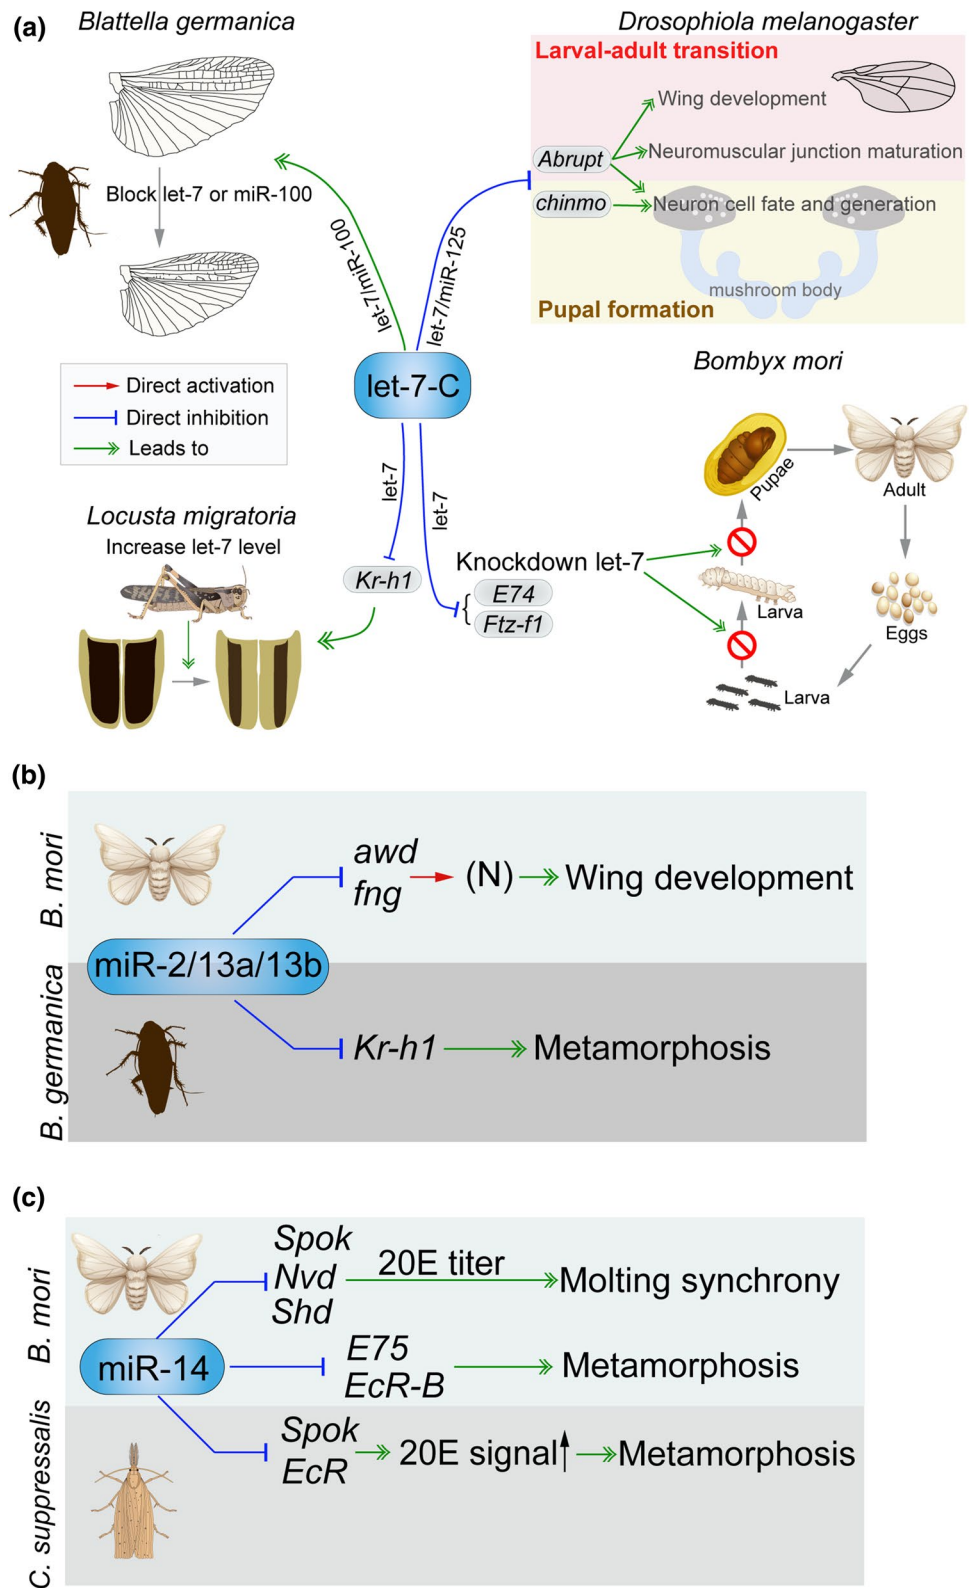 (a)
Blattella germanica
Block let-7 or miR-100
let-7/miR-100
let-7/miR-125
Drosophiola melanogaster
Larval-adult transition
Wing development
Abrupt
Neuromuscular junction maturation
chinmo
Neuron cell fate and generation
mushroom body
Pupal formation
let-7-C
Direct activation
Direct inhibition
Leads to
let-7
let-7
Locusta migratoria
Increase let-7 level
Kr-h1
E74
Ftz-f1
Bombyx mori
Knockdown let-7
Pupae
Adult
Larva
Eggs
Larva
(b)
B. mori
awd
fng
(N)
Wing development
miR-2/13a/13b
B. germanica
Kr-h1
Metamorphosis
(c)
B. mori
Spok
Nvd
Shd
20E titer
Molting synchrony
miR-14
E75
EcR-B
Metamorphosis
C. suppressalis
Spok
EcR
20E signal
Metamorphosis